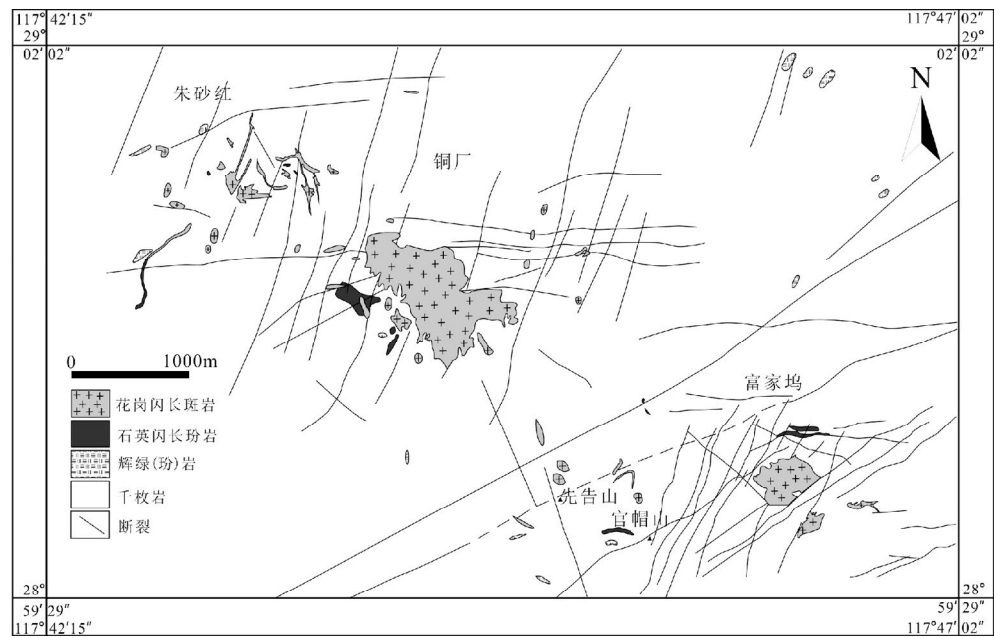 117°42′15″
117°47′02″
29°
29°
02′02″
02′02″
N
朱砂红
铜厂
0 1000m
富家坞
花岗闪长斑岩
石英闪长玢岩
辉绿(玢)岩
千枚岩
断裂
先告山
官帽山
28°
28°
59′29″
59′29″
117°42′15″
117°47′02″